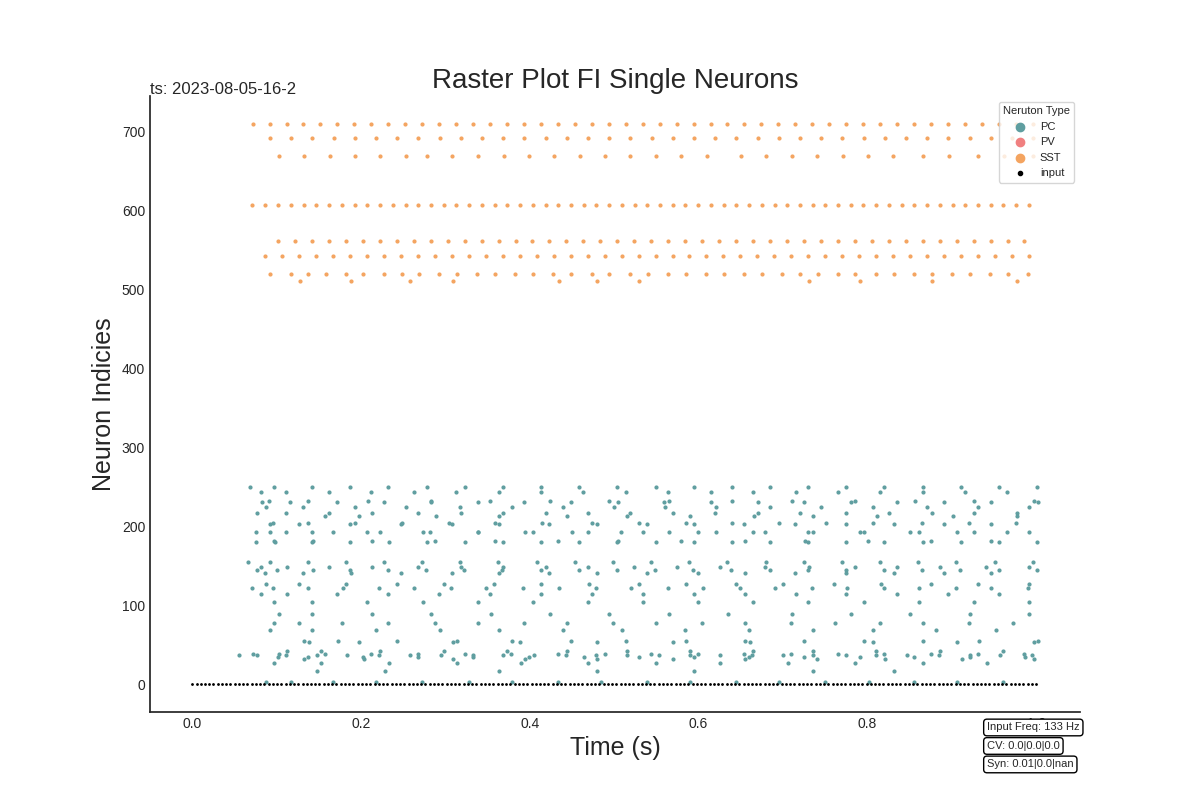 Raster Plot FI Single Neurons
ts: 2023-08-05-16-2
Neruton Type
PC
PV
SST
input
Neuron Indicies
700
600
500
400
300
200
100
0
0.0 0.2 0.4 0.6 0.8
Time (s)
Input Freq: 133 Hz
CV: 0.0|0.0|0.0
Syn: 0.01|0.0|nan